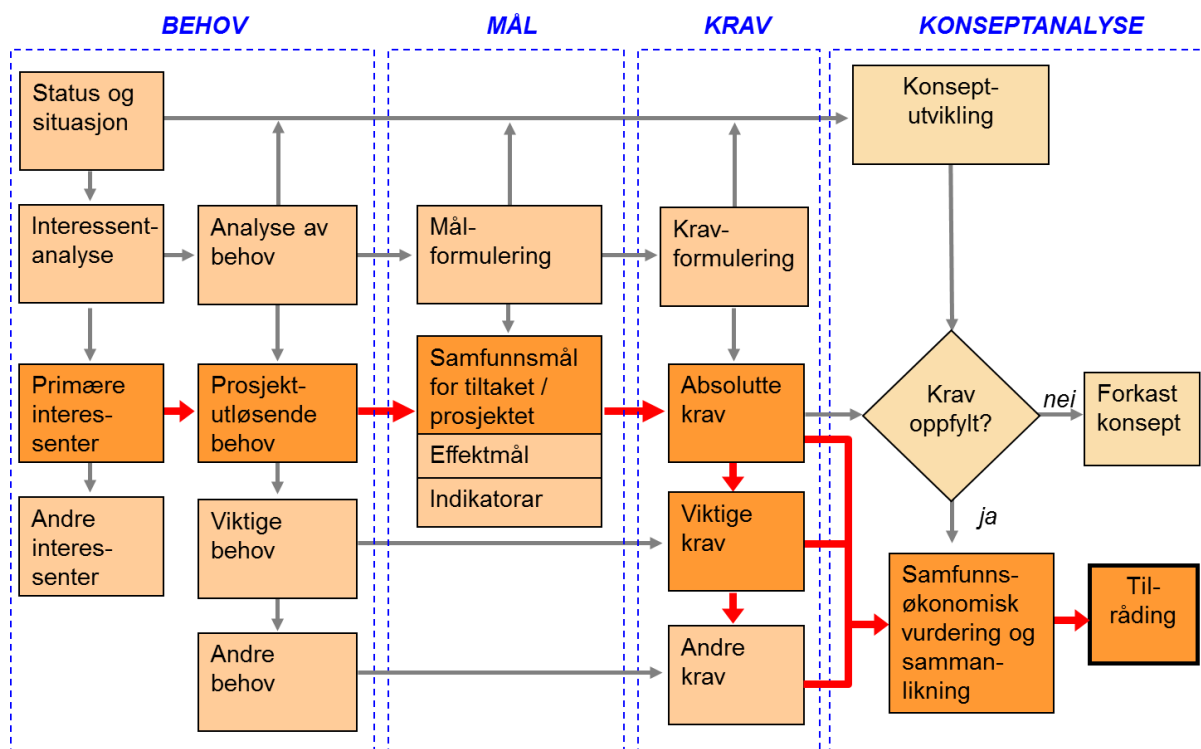 BEHOV
MÅL
KRAV
KONSEPTANALYSE
Status og
situasjon
Konsept-
utvikling
Interessent-
analyse
Analyse av
behov
Mål-
formulering
Krav-
formulering
Primære
interes-
senter
Prosjekt-
utløsende
behov
Samfunnsmål
for tiltaket /
prosjektet
Effektmål
Indikatorar
Absolutte
krav
Krav
oppfylt?
nei
Forkast
konsept
ja
Andre
interes-
senter
Viktige
behov
Viktige
krav
Samfunns-
økonomisk
vurdering og
samman-
likning
Til-
råding
Andre
behov
Andre
krav